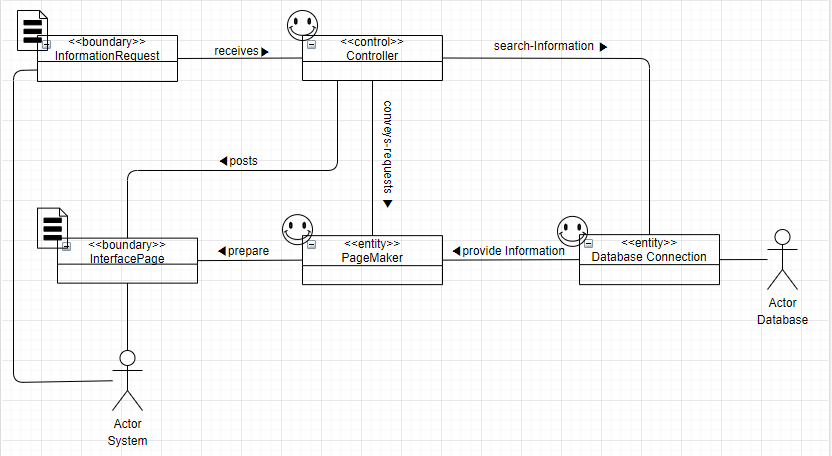 <<boundary>>
InformationRequest
receives
<<control>>
Controller
search-Information
conveys-requests
posts
<<boundary>>
InterfacePage
prepare
<<entity>>
PageMaker
provide Information
<<entity>>
Database Connection
Actor
Database
Actor
System